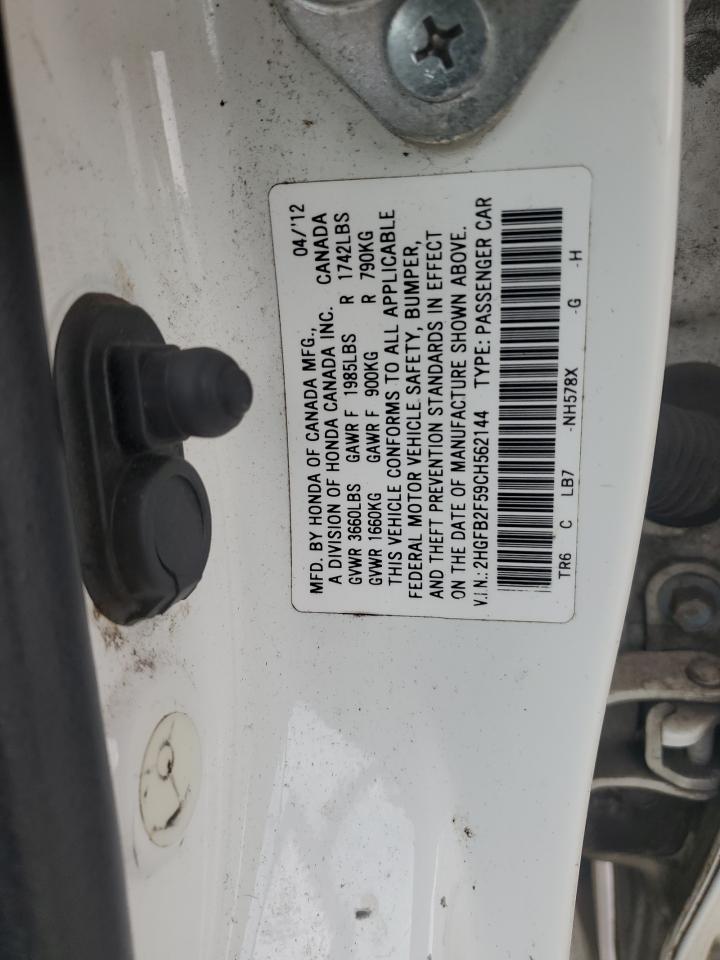 MFD. BY HONDA OF CANADA MFG., 04/'12
A DIVISION OF HONDA CANADA INC. CANADA
GVWR 3660LBS GAWR F 1985LBS R 1742LBS
GVWR 1660KG GAWR F 900KG R 790KG
THIS VEHICLE CONFORMS TO ALL APPLICABLE
FEDERAL MOTOR VEHICLE SAFETY, BUMPER,
AND THEFT PREVENTION STANDARDS IN EFFECT
ON THE DATE OF MANUFACTURE SHOWN ABOVE.
V.I.N.: 2HGFB2F59CH562144 TYPE: PASSENGER CAR
TR6 C LB7 -NH578X -G -H